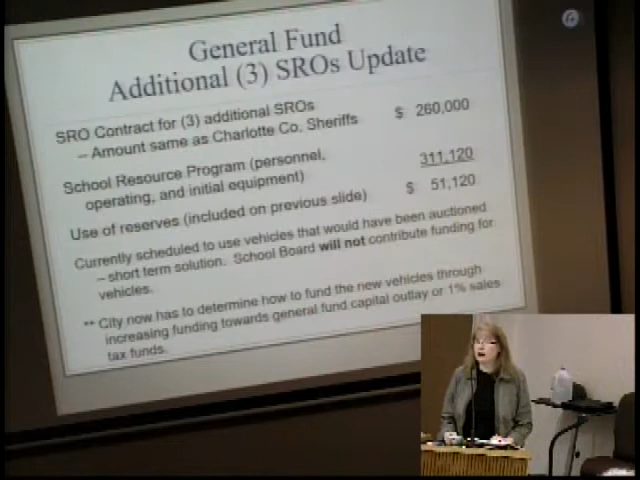 General Fund
Additional (3) SROs Update
SRO Contract for (3) additional SROs
– Amount same as Charlotte Co. Sheriffs $ 260,000
School Resource Program (personnel,
operating, and initial equipment) 311,120
Use of reserves (included on previous slide) $ 51,120
Currently scheduled to use vehicles that would have been auctioned
– short term solution. School Board will not contribute funding for
vehicles.
** City now has to determine how to fund the new vehicles through
increasing funding towards general fund capital outlay or 1% sales
tax funds.